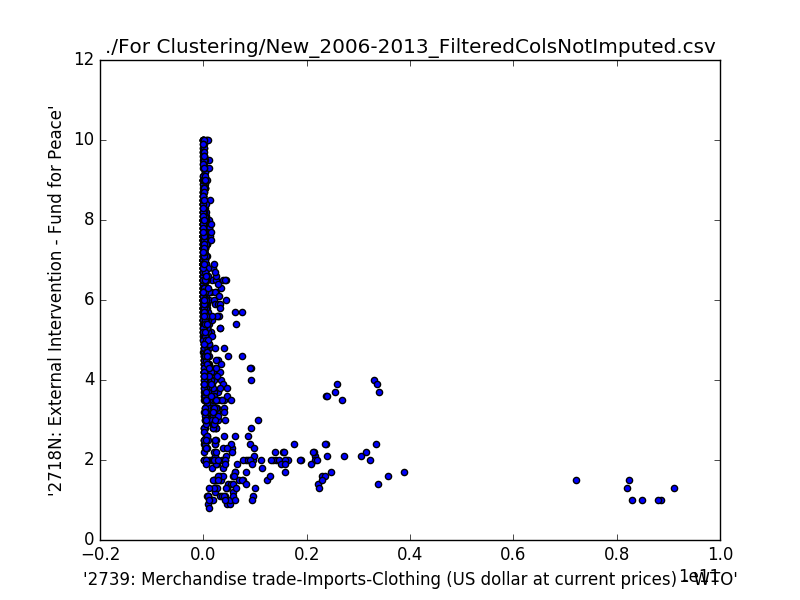 ./For Clustering/New_2006-2013_FilteredColsNotImputed.csv
12
10
8
6
4
2
0
'2718N: External Intervention - Fund for Peace'
−0.2 0.0 0.2 0.4 0.6 0.8 1.0
1e11
'2739: Merchandise trade-Imports-Clothing (US dollar at current prices) - WTO'